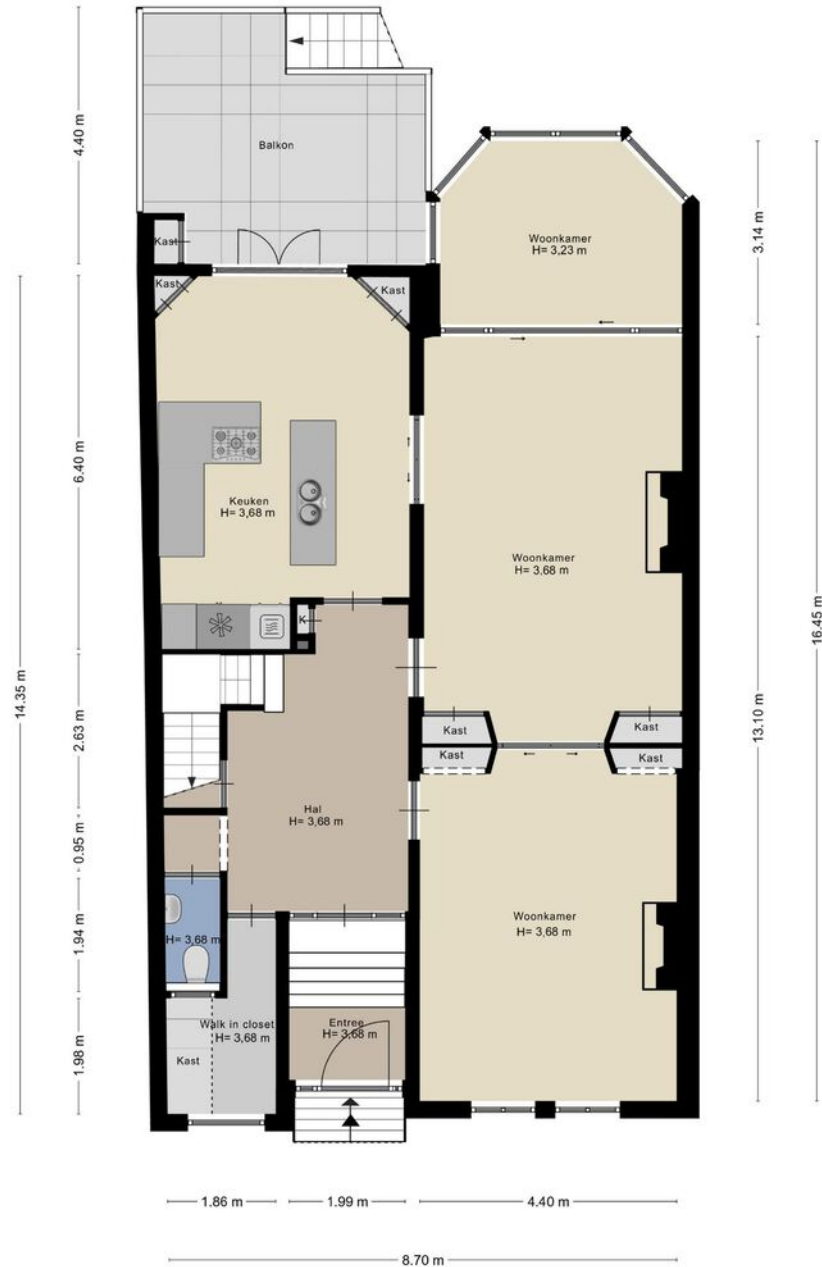 4.40 m
Balkon
Woonkamer
H= 3,23 m
3.14 m
Kast
Kast
Kast
6.40 m
Keuken
H= 3,68 m
Woonkamer
H= 3,68 m
16.45 m
K
14.35 m
2.63 m
13.10 m
Kast
Kast
Kast
Kast
Hal
H= 3,68 m
0.95 m
Woonkamer
H= 3,68 m
1.94 m
H= 3,68 m
Walk in closet
H= 3,68 m
Entree
H= 3,68 m
1.98 m
Kast
1.86 m
1.99 m
4.40 m
8.70 m